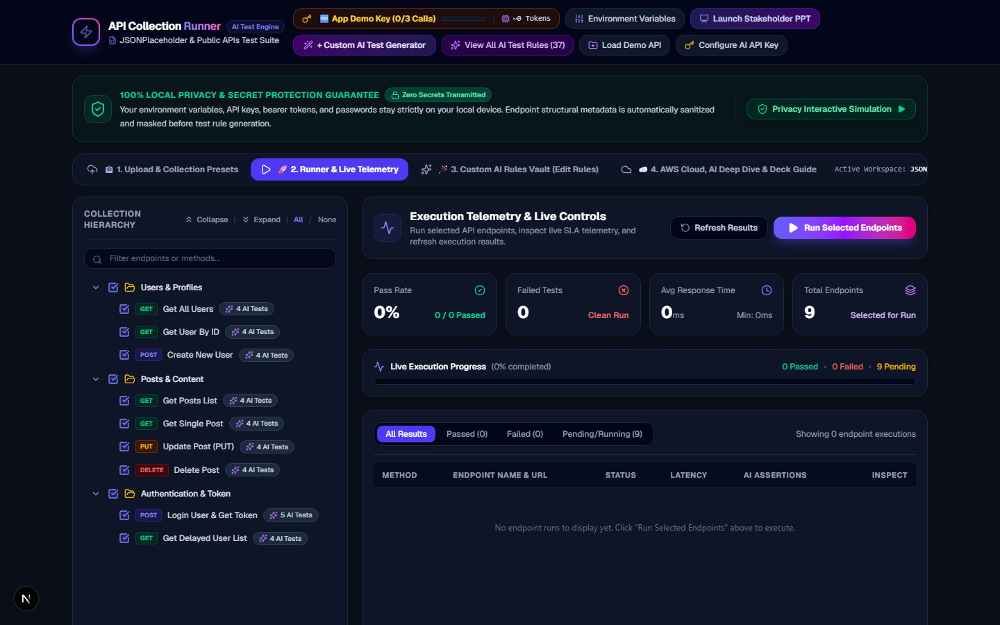 API Collection Runner
AI Test Engine
JSONPlaceholder & Public APIs Test Suite
App Demo Key (0/3 Calls)
~0 Tokens
Environment Variables
Launch Stakeholder PPT
+ Custom AI Test Generator
View All AI Test Rules (37)
Load Demo API
Configure AI API Key
100% LOCAL PRIVACY & SECRET PROTECTION GUARANTEE
Zero Secrets Transmitted
Your environment variables, API keys, bearer tokens, and passwords stay strictly on your local device. Endpoint structural metadata is automatically sanitized
and masked before test rule generation.
Privacy Interactive Simulation
1. Upload & Collection Presets
2. Runner & Live Telemetry
3. Custom AI Rules Vault (Edit Rules)
4. AWS Cloud, AI Deep Dive & Deck Guide
Active Workspace: JSON
COLLECTION
HIERARCHY
Collapse | Expand | All / None
Filter endpoints or methods...
Users & Profiles
GET Get All Users 4 AI Tests
GET Get User By ID 4 AI Tests
POST Create New User 4 AI Tests
Posts & Content
GET Get Posts List 4 AI Tests
GET Get Single Post 4 AI Tests
PUT Update Post (PUT) 4 AI Tests
DELETE Delete Post 4 AI Tests
Authentication & Token
POST Login User & Get Token 5 AI Tests
GET Get Delayed User List 4 AI Tests
N
Execution Telemetry & Live Controls
Run selected API endpoints, inspect live SLA telemetry, and
refresh execution results.
Refresh Results
Run Selected Endpoints
Pass Rate
0%
0 / 0 Passed
Failed Tests
0
Clean Run
Avg Response Time
0ms
Min: 0ms
Total Endpoints
9
Selected for Run
Live Execution Progress (0% completed)
0 Passed • 0 Failed • 9 Pending
All Results
Passed (0)
Failed (0)
Pending/Running (9)
Showing 0 endpoint executions
METHOD ENDPOINT NAME & URL STATUS LATENCY AI ASSERTIONS INSPECT
No endpoint runs to display yet. Click "Run Selected Endpoints" above to execute.